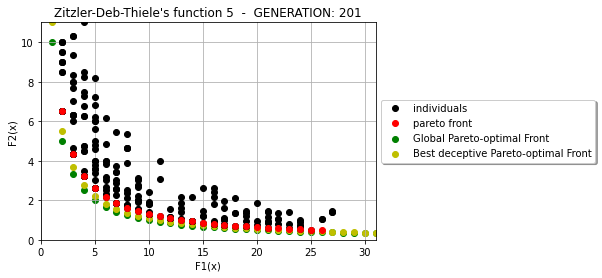 Zitzler-Deb-Thiele's function 5 - GENERATION: 201
10
8
6
4
2
0
F2(x)
0 5 10 15 20 25 30
F1(x)
individuals
pareto front
Global Pareto-optimal Front
Best deceptive Pareto-optimal Front